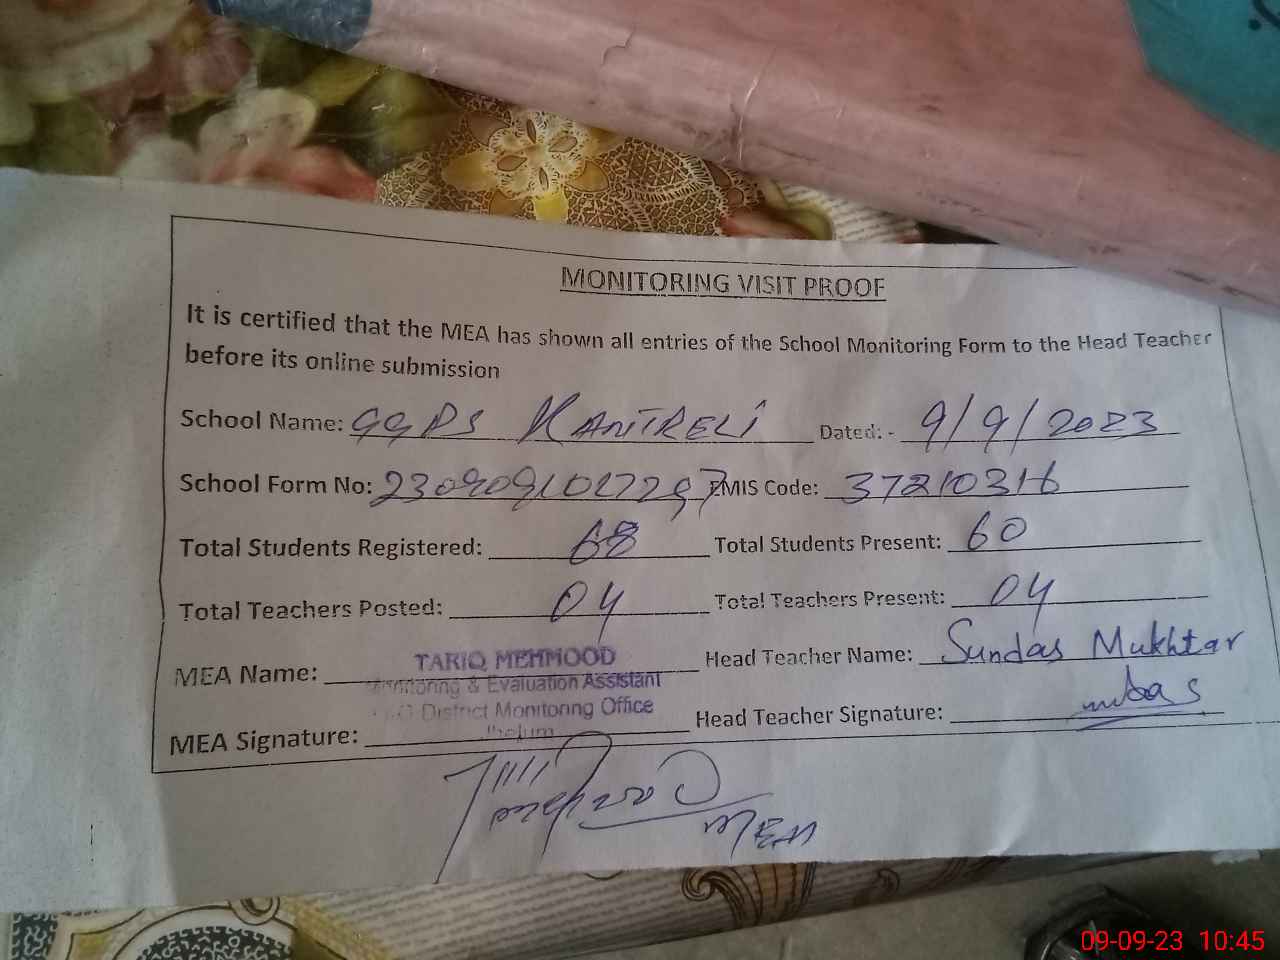 MONITORING VISIT PROOF
It is certified that the MEA has shown all entries of the School Monitoring Form to the Head Teacher
before its online submission
School Name: GGPS KANTRELI Dated: - 9/9/2023
School Form No: EMIS Code: 37210316
Total Students Registered: 68 Total Students Present: 60
Total Teachers Posted: 04 Total Teachers Present: 04
MEA Name: TARIQ MEHMOOD Head Teacher Name: Sundas Mukhtar
Monitoring & Evaluation Assistant
District Monitoring Office
Jhelum
MEA Signature: Head Teacher Signature:
MEA
09-09-23 10:45